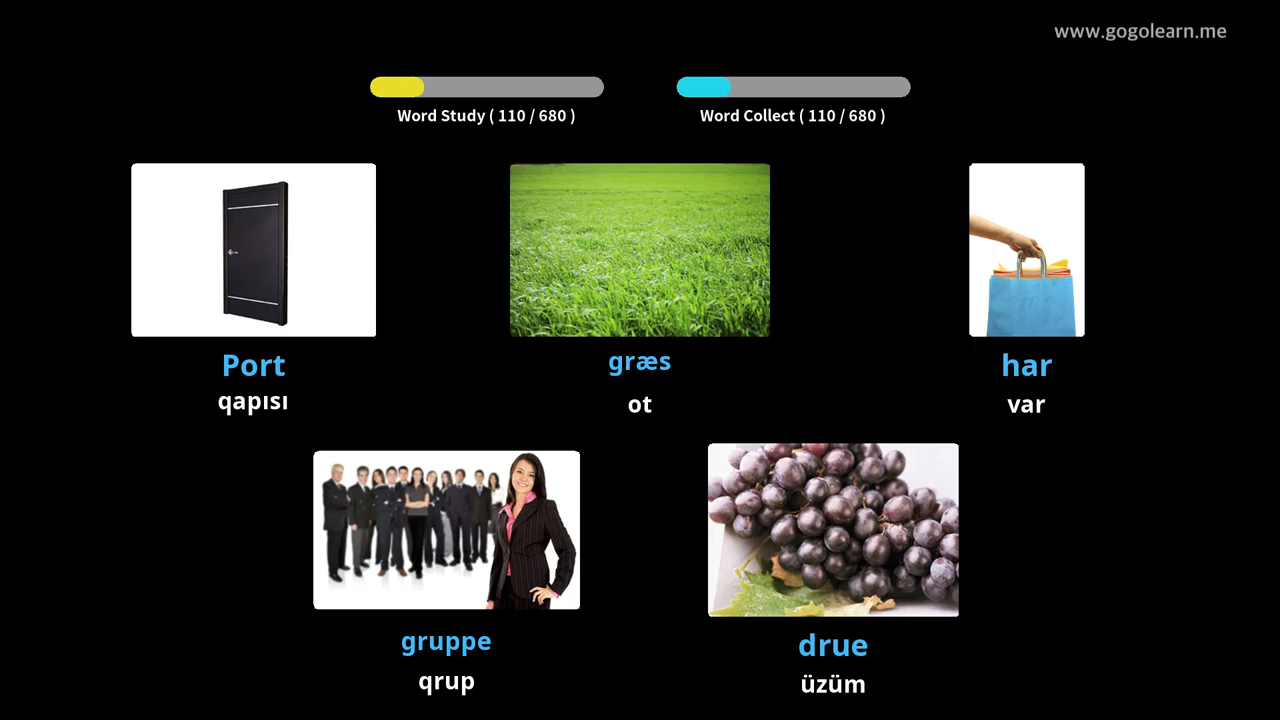 www.gogolearn.me
Word Study ( 110 / 680 )
Word Collect ( 110 / 680 )
Port
qapısı
græs
ot
har
var
gruppe
qrup
drue
üzüm